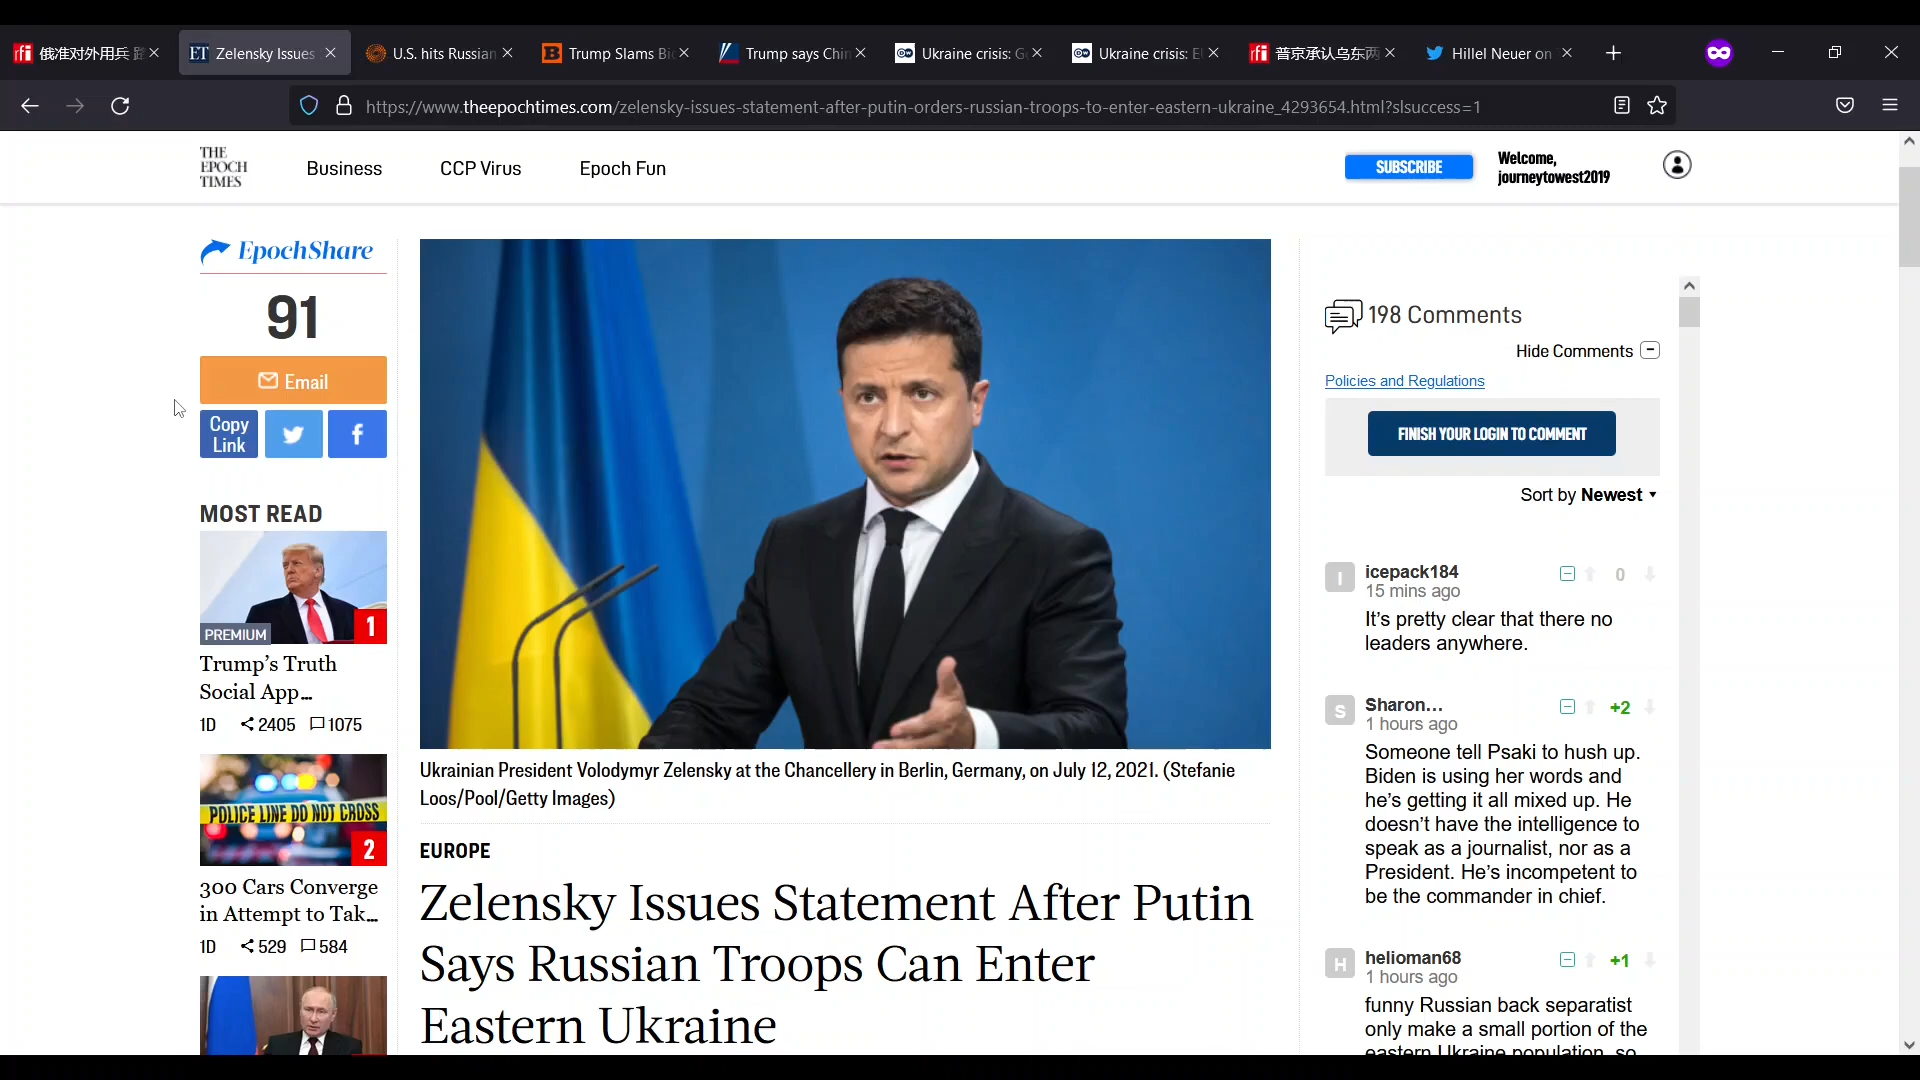 俄准对外用兵
Zelensky Issues
U.S. hits Russian
Trump Slams Bi
Trump says Chi
Ukraine crisis: G
Ukraine crisis: E
普京承认乌东两
Hillel Neuer on
https://www.theepochtimes.com/zelensky-issues-statement-after-putin-orders-russian-troops-to-enter-eastern-ukraine_4293654.html?slsuccess=1
THE
EPOCH
TIMES
Business
CCP Virus
Epoch Fun
SUBSCRIBE
Welcome,
journeytowest2019
EpochShare
91
Email
Copy
Link
MOST READ
PREMIUM
1
Trump's Truth
Social App...
1D 2405 1075
POLICE LINE DO NOT CROSS
2
300 Cars Converge
in Attempt to Tak...
1D 529 584
Ukrainian President Volodymyr Zelensky at the Chancellery in Berlin, Germany, on July 12, 2021. (Stefanie
Loos/Pool/Getty Images)
EUROPE
Zelensky Issues Statement After Putin
Says Russian Troops Can Enter
Eastern Ukraine
198 Comments
Hide Comments
Policies and Regulations
FINISH YOUR LOGIN TO COMMENT
Sort by Newest
I
icepack184
0
15 mins ago
It's pretty clear that there no
leaders anywhere.
S
Sharon...
+2
1 hours ago
Someone tell Psaki to hush up.
Biden is using her words and
he's getting it all mixed up. He
doesn't have the intelligence to
speak as a journalist, nor as a
President. He's incompetent to
be the commander in chief.
H
helioman68
+1
1 hours ago
funny Russian back separatist
only make a small portion of the
eastern Ukraine population, so